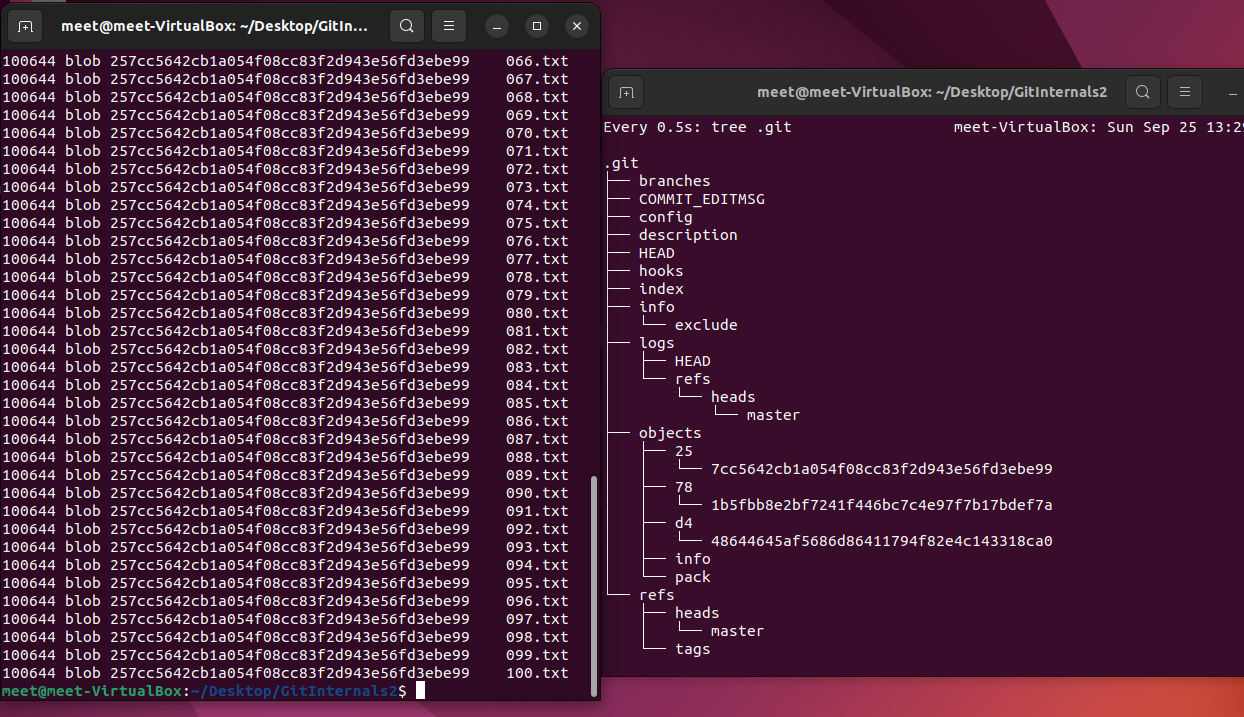 meet@meet-VirtualBox: ~/Desktop/GitIn...
100644 blob 257cc5642cb1a054f08cc83f2d943e56fd3ebe99    066.txt
100644 blob 257cc5642cb1a054f08cc83f2d943e56fd3ebe99    067.txt
100644 blob 257cc5642cb1a054f08cc83f2d943e56fd3ebe99    068.txt
100644 blob 257cc5642cb1a054f08cc83f2d943e56fd3ebe99    069.txt
100644 blob 257cc5642cb1a054f08cc83f2d943e56fd3ebe99    070.txt
100644 blob 257cc5642cb1a054f08cc83f2d943e56fd3ebe99    071.txt
100644 blob 257cc5642cb1a054f08cc83f2d943e56fd3ebe99    072.txt
100644 blob 257cc5642cb1a054f08cc83f2d943e56fd3ebe99    073.txt
100644 blob 257cc5642cb1a054f08cc83f2d943e56fd3ebe99    074.txt
100644 blob 257cc5642cb1a054f08cc83f2d943e56fd3ebe99    075.txt
100644 blob 257cc5642cb1a054f08cc83f2d943e56fd3ebe99    076.txt
100644 blob 257cc5642cb1a054f08cc83f2d943e56fd3ebe99    077.txt
100644 blob 257cc5642cb1a054f08cc83f2d943e56fd3ebe99    078.txt
100644 blob 257cc5642cb1a054f08cc83f2d943e56fd3ebe99    079.txt
100644 blob 257cc5642cb1a054f08cc83f2d943e56fd3ebe99    080.txt
100644 blob 257cc5642cb1a054f08cc83f2d943e56fd3ebe99    081.txt
100644 blob 257cc5642cb1a054f08cc83f2d943e56fd3ebe99    082.txt
100644 blob 257cc5642cb1a054f08cc83f2d943e56fd3ebe99    083.txt
100644 blob 257cc5642cb1a054f08cc83f2d943e56fd3ebe99    084.txt
100644 blob 257cc5642cb1a054f08cc83f2d943e56fd3ebe99    085.txt
100644 blob 257cc5642cb1a054f08cc83f2d943e56fd3ebe99    086.txt
100644 blob 257cc5642cb1a054f08cc83f2d943e56fd3ebe99    087.txt
100644 blob 257cc5642cb1a054f08cc83f2d943e56fd3ebe99    088.txt
100644 blob 257cc5642cb1a054f08cc83f2d943e56fd3ebe99    089.txt
100644 blob 257cc5642cb1a054f08cc83f2d943e56fd3ebe99    090.txt
100644 blob 257cc5642cb1a054f08cc83f2d943e56fd3ebe99    091.txt
100644 blob 257cc5642cb1a054f08cc83f2d943e56fd3ebe99    092.txt
100644 blob 257cc5642cb1a054f08cc83f2d943e56fd3ebe99    093.txt
100644 blob 257cc5642cb1a054f08cc83f2d943e56fd3ebe99    094.txt
100644 blob 257cc5642cb1a054f08cc83f2d943e56fd3ebe99    095.txt
100644 blob 257cc5642cb1a054f08cc83f2d943e56fd3ebe99    096.txt
100644 blob 257cc5642cb1a054f08cc83f2d943e56fd3ebe99    097.txt
100644 blob 257cc5642cb1a054f08cc83f2d943e56fd3ebe99    098.txt
100644 blob 257cc5642cb1a054f08cc83f2d943e56fd3ebe99    099.txt
100644 blob 257cc5642cb1a054f08cc83f2d943e56fd3ebe99    100.txt
meet@meet-VirtualBox:~/Desktop/GitInternals2$
meet@meet-VirtualBox: ~/Desktop/GitInternals2
Every 0.5s: tree .git    meet-VirtualBox: Sun Sep 25 13:29
.git
├── branches
├── COMMIT_EDITMSG
├── config
├── description
├── HEAD
├── hooks
├── index
├── info
│   └── exclude
├── logs
│   ├── HEAD
│   └── refs
│       └── heads
│           └── master
├── objects
│   ├── 25
│   │   └── 7cc5642cb1a054f08cc83f2d943e56fd3ebe99
│   ├── 78
│   │   └── 1b5fbb8e2bf7241f446bc7c4e97f7b17bdef7a
│   ├── d4
│   │   └── 48644645af5686d86411794f82e4c143318ca0
│   ├── info
│   └── pack
└── refs
    ├── heads
    │   └── master
    └── tags